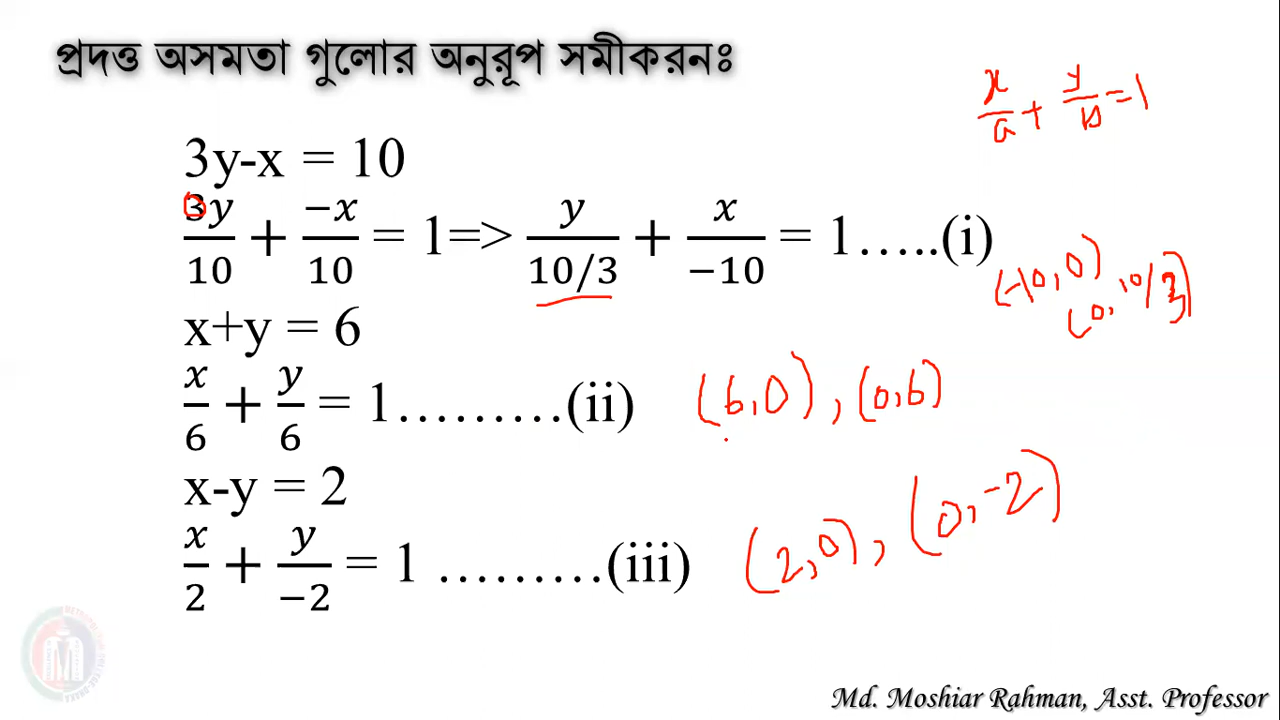 প্রদত্ত অসমতা গুলোর অনুরূপ সমীকরনঃ
x/a + y/b = 1
3y-x = 10
3y/10 + −x/10 = 1=> y/(10/3) + x/−10 = 1…..(i)
(-10, 0)
(0, 10/3)
x+y = 6
x/6 + y/6 = 1………(ii) (6,0), (0,6)
x-y = 2
x/2 + y/−2 = 1 ………(iii) (2,0), (0,-2)
Md. Moshiar Rahman, Asst. Professor